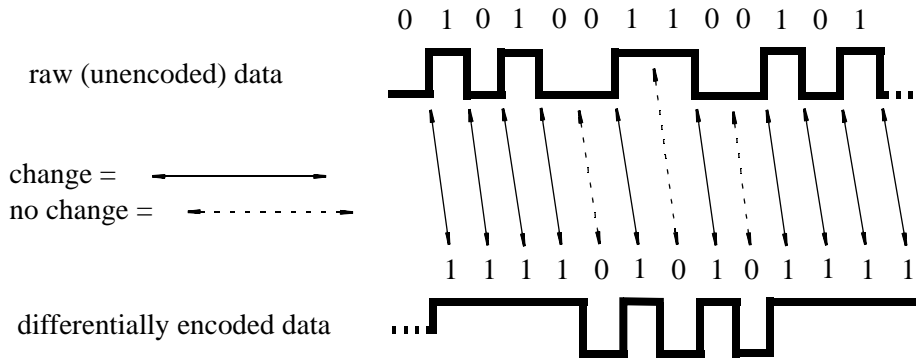 0 1 0 1 0 0 1 1 0 0 1 0 1
raw (unencoded) data
change =
no change =
1 1 1 1 0 1 0 1 0 1 1 1 1
differentially encoded data